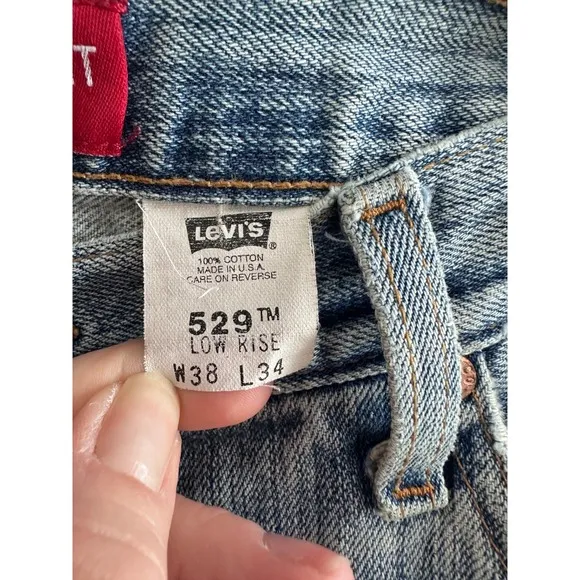 LEVI'S ®
100% COTTON
MADE IN U.S.A.
CARE ON REVERSE
529™
LOW RISE
W38 L34